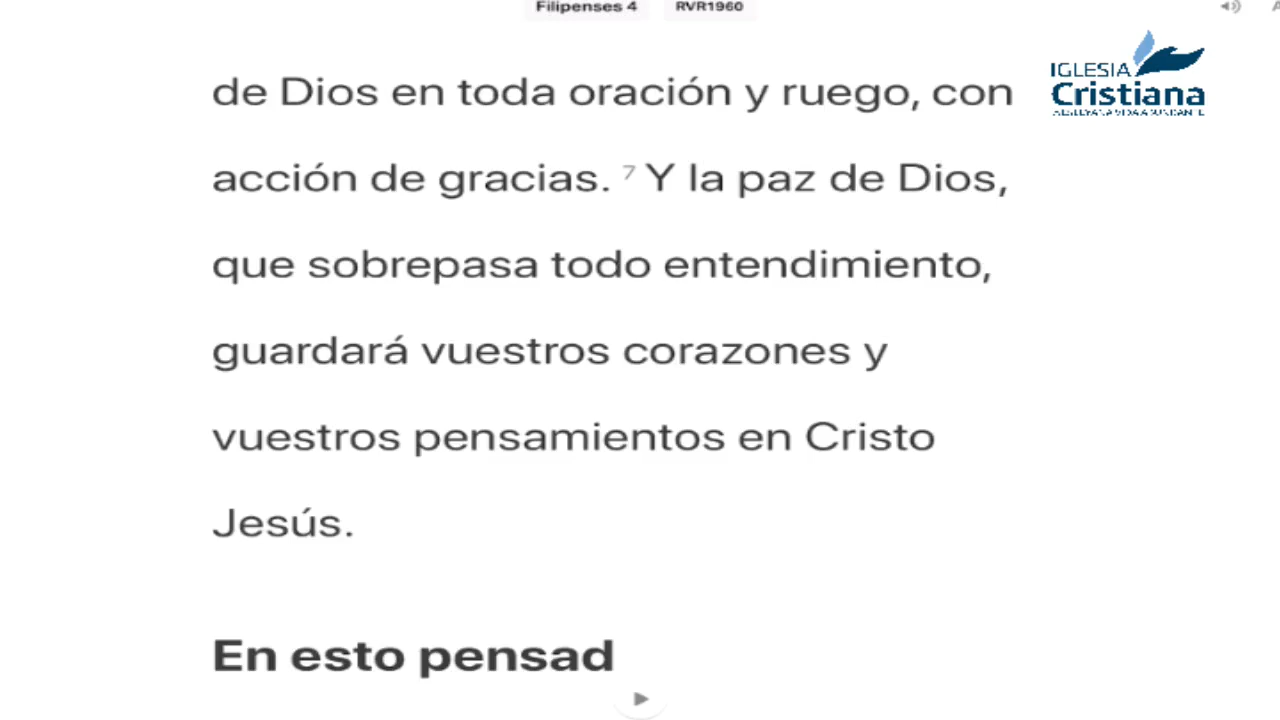 Filipenses 4 RVR1960
IGLESIA
Cristiana
de Dios en toda oración y ruego, con
acción de gracias. 7 Y la paz de Dios,
que sobrepasa todo entendimiento,
guardará vuestros corazones y
vuestros pensamientos en Cristo
Jesús.
En esto pensad